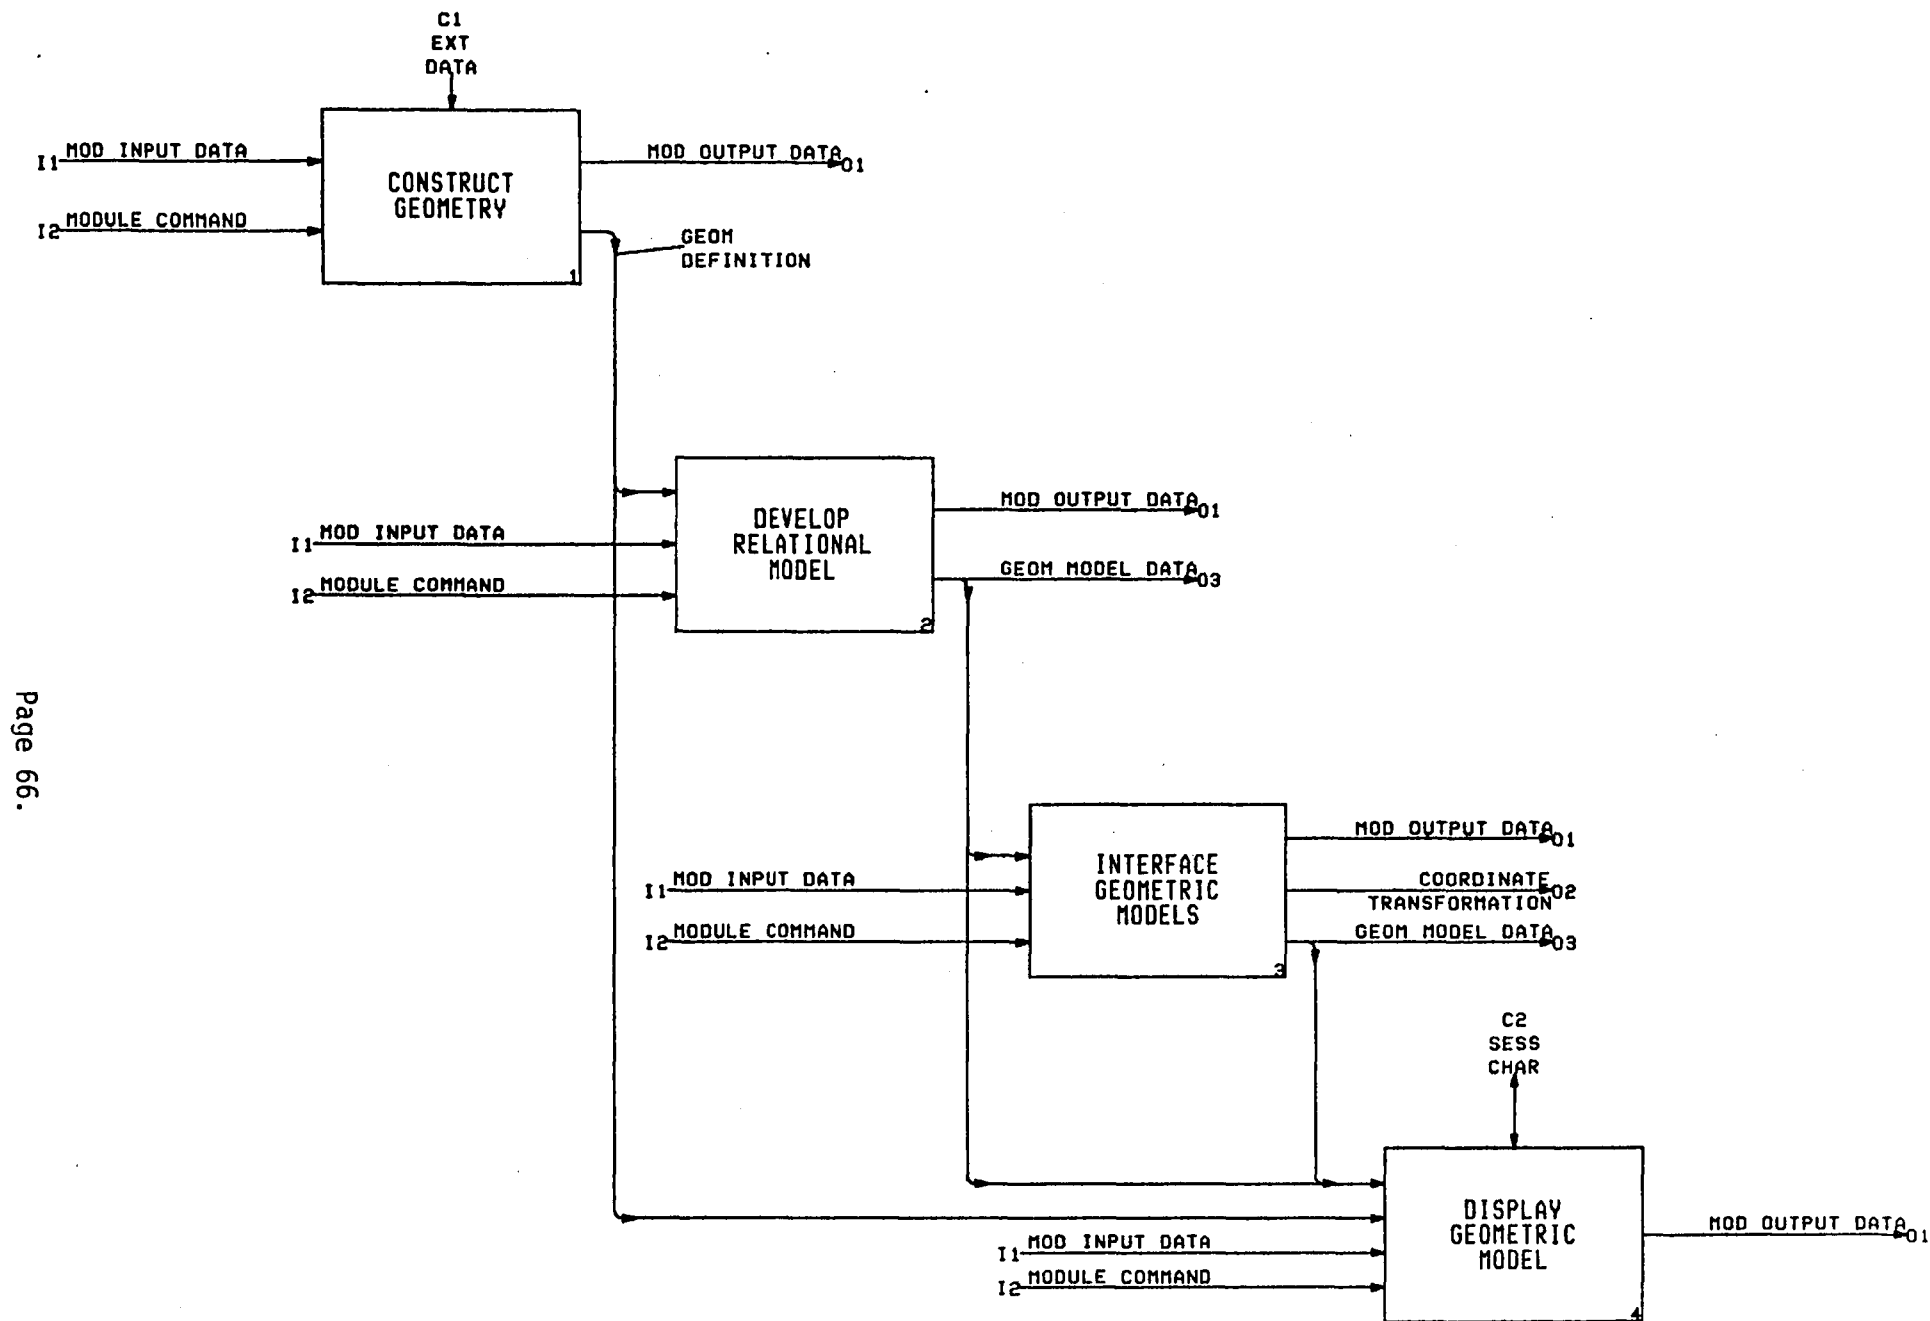 C1
EXT
DATA
I1 MOD INPUT DATA
I2 MODULE COMMAND
CONSTRUCT
GEOMETRY
1
MOD OUTPUT DATA O1
GEOM
DEFINITION
I1 MOD INPUT DATA
I2 MODULE COMMAND
DEVELOP
RELATIONAL
MODEL
2
MOD OUTPUT DATA O1
GEOM MODEL DATA O3
I1 MOD INPUT DATA
I2 MODULE COMMAND
INTERFACE
GEOMETRIC
MODELS
3
MOD OUTPUT DATA O1
COORDINATE
TRANSFORMATION O2
GEOM MODEL DATA O3
C2
SESS
CHAR
I1 MOD INPUT DATA
I2 MODULE COMMAND
DISPLAY
GEOMETRIC
MODEL
4
MOD OUTPUT DATA O1
Page 66.